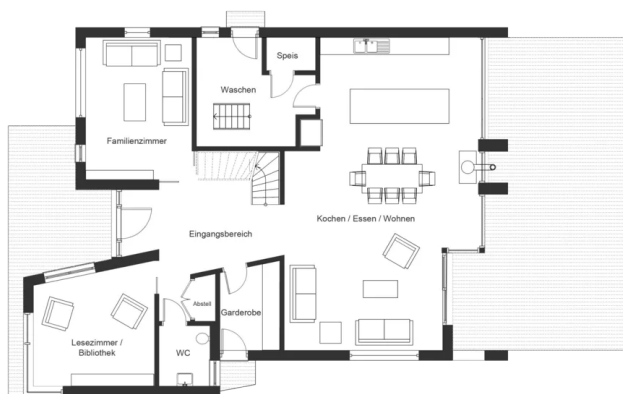 Speis
Waschen
Familienzimmer
Kochen / Essen / Wohnen
Eingangsbereich
Abstell
Garderobe
Lesezimmer /
Bibliothek
WC